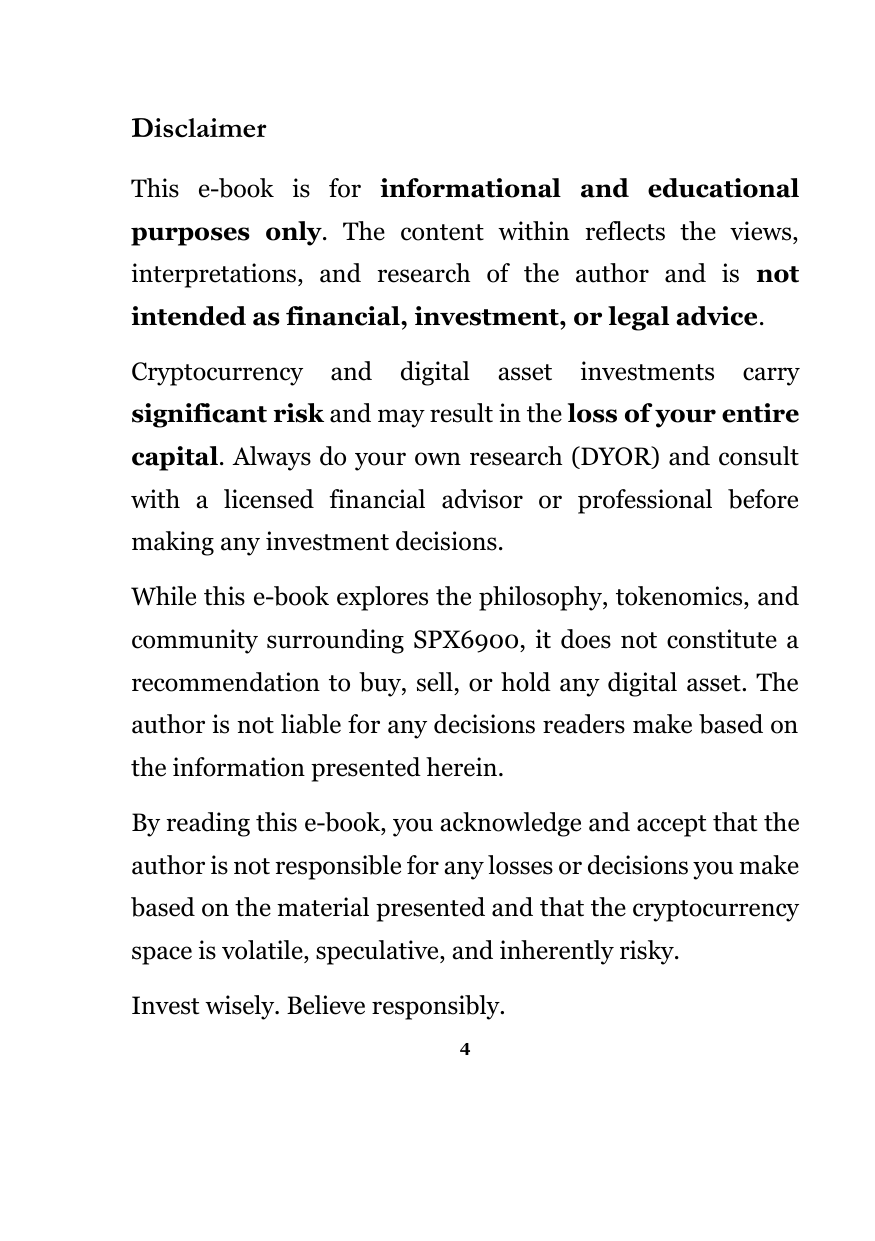 Disclaimer
This e-book is for informational and educational
purposes only. The content within reflects the views,
interpretations, and research of the author and is not
intended as financial, investment, or legal advice.
Cryptocurrency and digital asset investments carry
significant risk and may result in the loss of your entire
capital. Always do your own research (DYOR) and consult
with a licensed financial advisor or professional before
making any investment decisions.
While this e-book explores the philosophy, tokenomics, and
community surrounding SPX6900, it does not constitute a
recommendation to buy, sell, or hold any digital asset. The
author is not liable for any decisions readers make based on
the information presented herein.
By reading this e-book, you acknowledge and accept that the
author is not responsible for any losses or decisions you make
based on the material presented and that the cryptocurrency
space is volatile, speculative, and inherently risky.
Invest wisely. Believe responsibly.
4